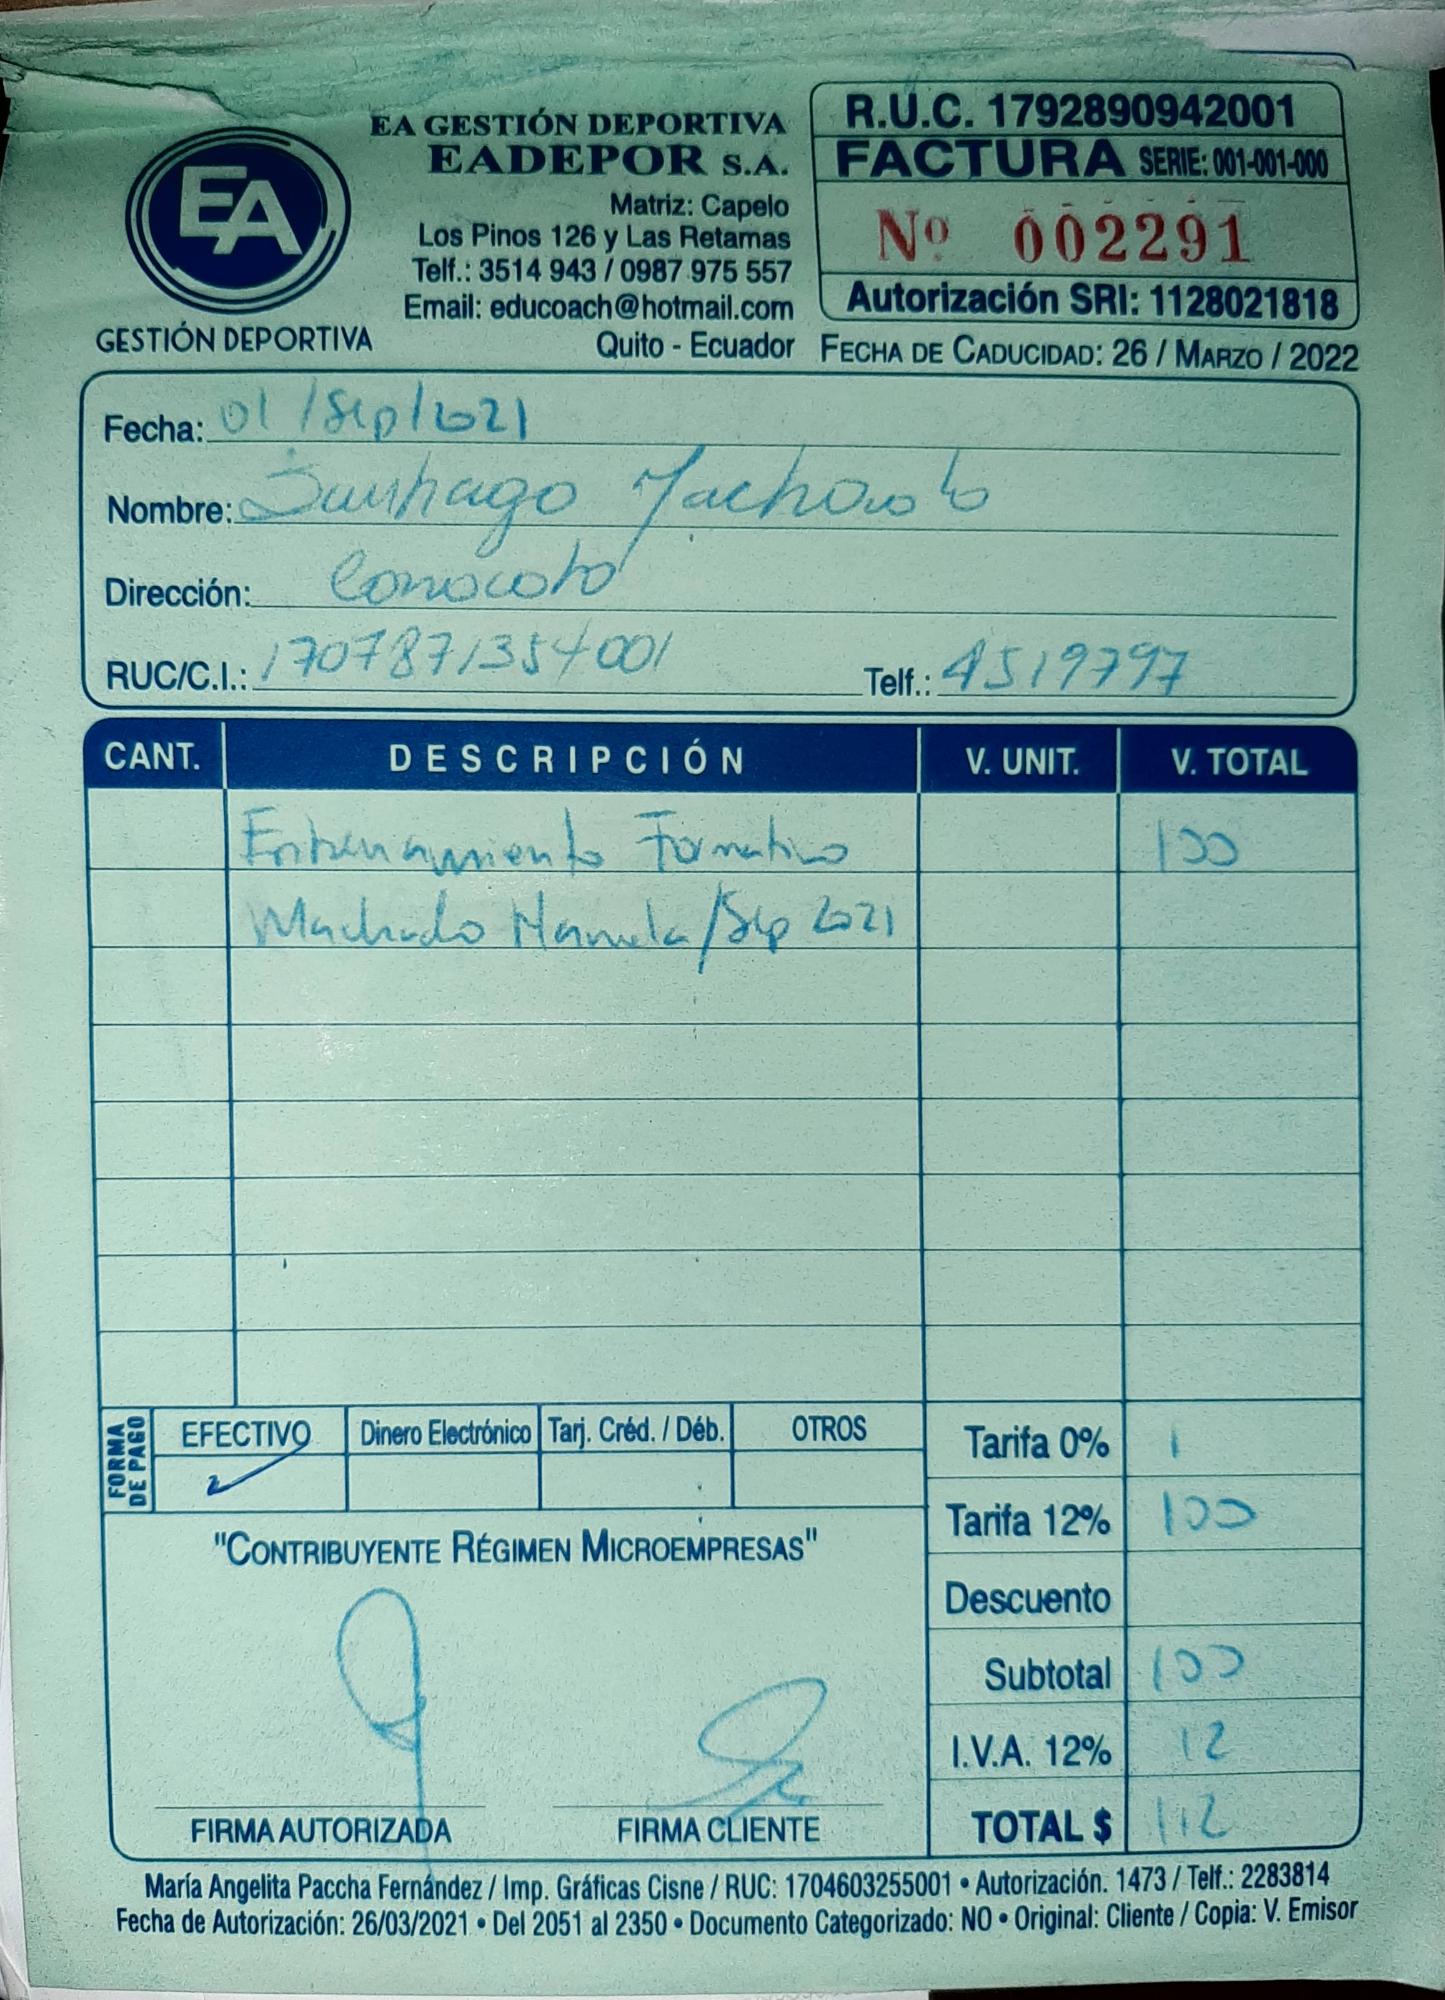 EA
GESTIÓN DEPORTIVA
EA GESTIÓN DEPORTIVA
EADEPOR S.A.
Matriz: Capelo
Los Pinos 126 y Las Retamas
Telf.: 3514 943 / 0987 975 557
Email: educoach@hotmail.com
Quito - Ecuador
R.U.C. 1792890942001
FACTURA SERIE: 001-001-000
Nº 002291
Autorización SRI: 1128021818
FECHA DE CADUCIDAD: 26 / MARZO / 2022
Fecha: 01/Sep/2021
Nombre: Santiago
Dirección: Conocoto
RUC/C.I.: 1707871354001 Telf.: 4519797
CANT. DESCRIPCIÓN V. UNIT. V. TOTAL
Entrenamiento Formativo 100
Machado Manuela/Sep 2021
FORMA DE PAGO
EFECTIVO Dinero Electrónico Tarj. Créd. / Déb. OTROS
Tarifa 0%
Tarifa 12% 100
Descuento
Subtotal 100
I.V.A. 12% 12
TOTAL $ 112
"CONTRIBUYENTE RÉGIMEN MICROEMPRESAS"
FIRMA AUTORIZADA FIRMA CLIENTE
María Angelita Paccha Fernández / Imp. Gráficas Cisne / RUC: 1704603255001 • Autorización. 1473 / Telf.: 2283814
Fecha de Autorización: 26/03/2021 • Del 2051 al 2350 • Documento Categorizado: NO • Original: Cliente / Copia: V. Emisor